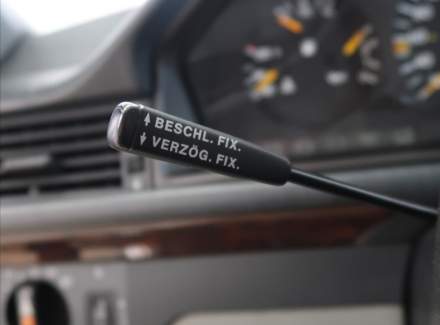 ↑ BESCHL. FIX.
↓ VERZÖG. FIX.